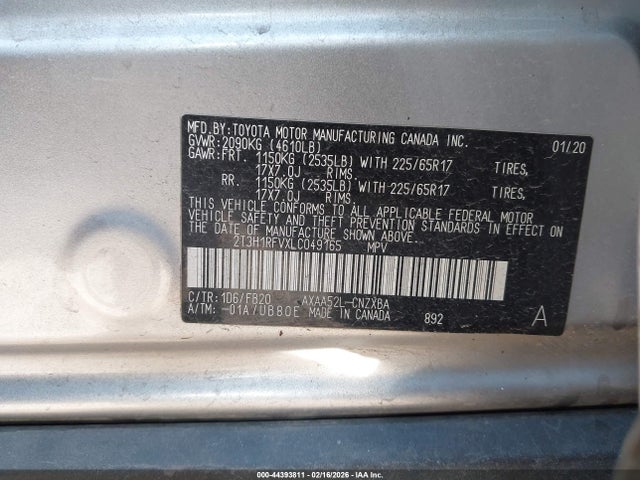 MFD.BY:TOYOTA MOTOR MANUFACTURING CANADA INC. 01/20
GVWR:2090KG (4610LB)
GAWR:FRT. 1150KG (2535LB) WITH 225/65R17 TIRES,
17X7.0J RIMS.
RR. 1150KG (2535LB) WITH 225/65R17 TIRES,
17X7.0J RIMS.
THIS VEHICLE CONFORMS TO ALL APPLICABLE FEDERAL MOTOR
VEHICLE SAFETY AND THEFT PREVENTION STANDARDS IN EFFECT ON
THE DATE OF MANUFACTURE SHOWN ABOVE.
2T3H1RFVXLC049165 MPV
C/TR:1D6/FB20 AXAA52L-CNZXBA
A/TM:-01A/UB80E MADE IN CANADA 892 A
000-44393811 - 02/16/2026 - IAA Inc.